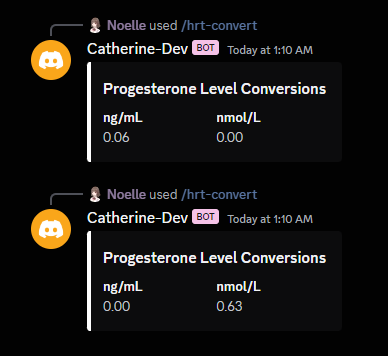 Noelle used /hrt-convert
Catherine-Dev BOT Today at 1:10 AM
Progesterone Level Conversions
ng/mL nmol/L
0.06 0.00
Noelle used /hrt-convert
Catherine-Dev BOT Today at 1:10 AM
Progesterone Level Conversions
ng/mL nmol/L
0.00 0.63